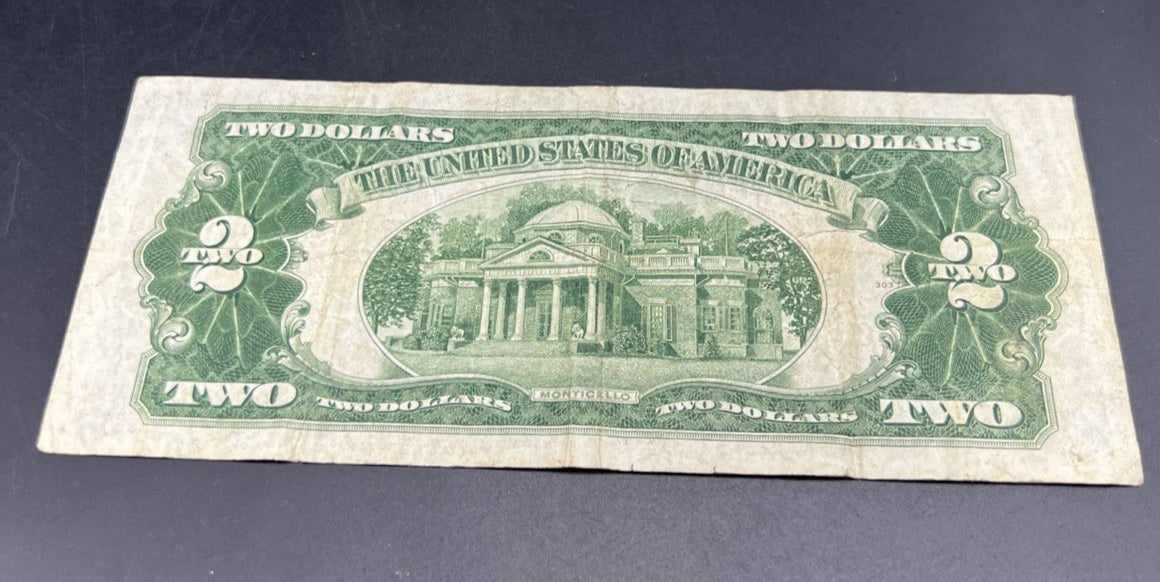 TWO DOLLARS
TWO DOLLARS
THE UNITED STATES OF AMERICA
2
TWO
2
TWO
TWO
TWO DOLLARS
MONTICELLO
TWO DOLLARS
TWO